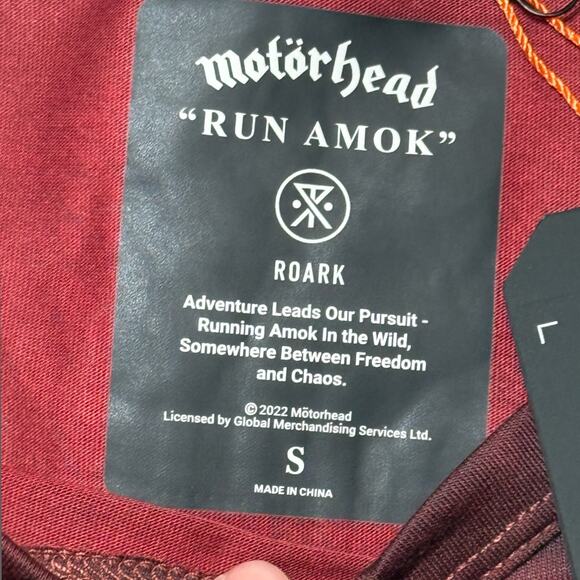 motörhead
“RUN AMOK”
ROARK
Adventure Leads Our Pursuit -
Running Amok In the Wild,
Somewhere Between Freedom
and Chaos.
© 2022 Mötorhead
Licensed by Global Merchandising Services Ltd.
S
MADE IN CHINA
L